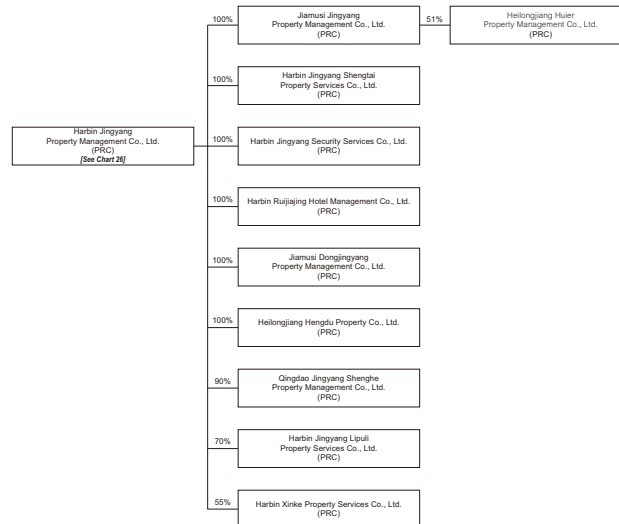 100%
Jiamusi Jingyang
Property Management Co., Ltd.
(PRC)
51%
Heilongjiang Huier
Property Management Co., Ltd.
(PRC)
100%
Harbin Jingyang Shengtai
Property Services Co., Ltd.
(PRC)
Harbin Jingyang
Property Management Co., Ltd.
(PRC)
[See Chart 26]
100%
Harbin Jingyang Security Services Co., Ltd.
(PRC)
100%
Harbin Ruijiajing Hotel Management Co., Ltd.
(PRC)
100%
Jiamusi Dongjingyang
Property Management Co., Ltd.
(PRC)
100%
Heilongjiang Hengdu Property Co., Ltd.
(PRC)
90%
Qingdao Jingyang Shenghe
Property Management Co., Ltd.
(PRC)
70%
Harbin Jingyang Lipuli
Property Services Co., Ltd.
(PRC)
55%
Harbin Xinke Property Services Co., Ltd.
(PRC)